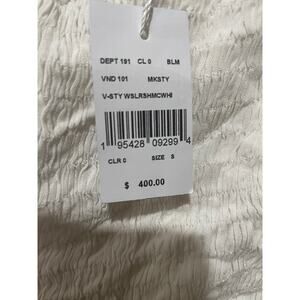 DEPT 191 CL 0 BLM
VND 101 MKSTY
V-STY WSLRSHMCWHI
1 95428 09299 4
CLR 0 SIZE S
$ 400.00